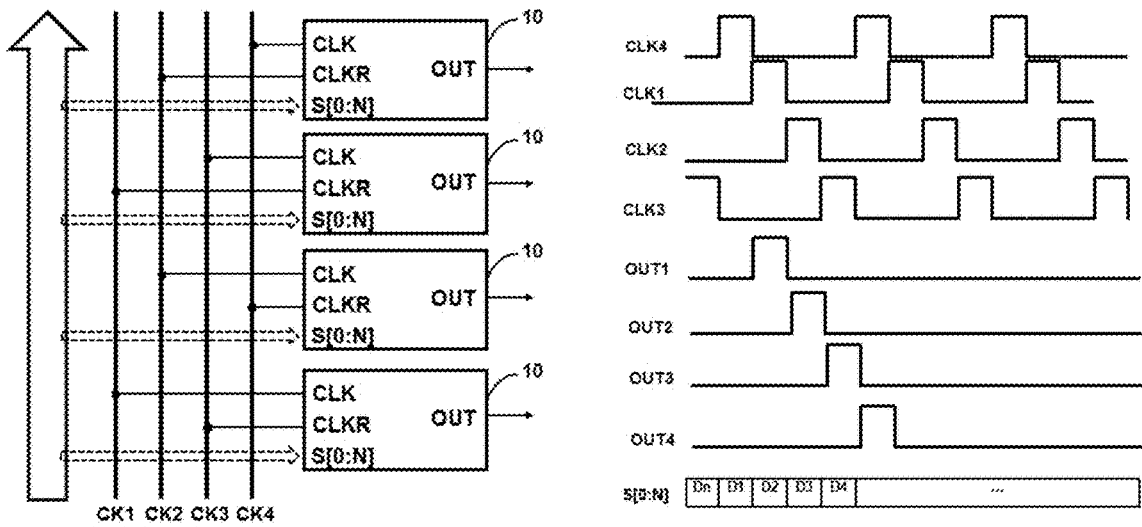 10
CLK
CLKR
OUT
S[0:N]
10
CLK
CLKR
OUT
S[0:N]
10
CLK
CLKR
OUT
S[0:N]
10
CLK
CLKR
OUT
S[0:N]
CK1 CK2 CK3 CK4
CLK4
CLK1
CLK2
CLK3
OUT1
OUT2
OUT3
OUT4
S[0:N] Dn D1 D2 D3 D4 ...